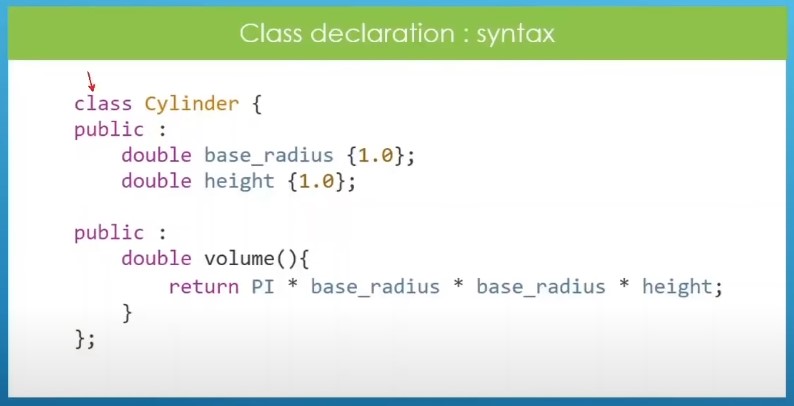 Class declaration : syntax
class Cylinder {
public :
    double base_radius {1.0};
    double height {1.0};
public :
    double volume(){
        return PI * base_radius * base_radius * height;
    }
};